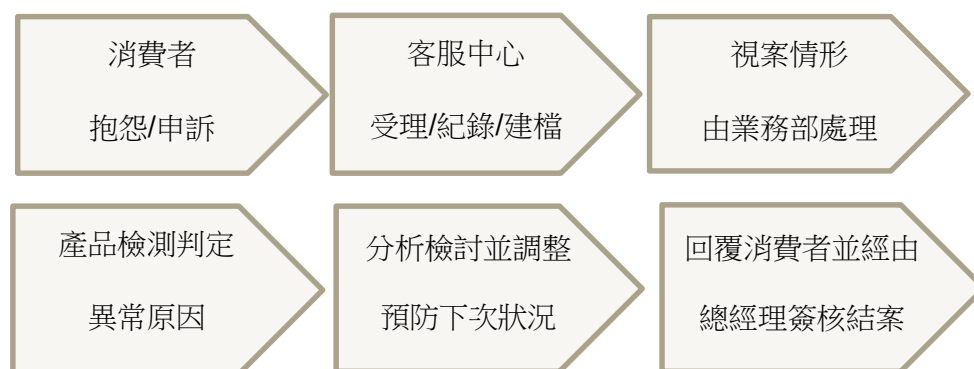 消費者
抱怨/申訴
客服中心
受理/紀錄/建檔
視案情形
由業務部處理
產品檢測判定
異常原因
分析檢討並調整
預防下次狀況
回覆消費者並經由
總經理簽核結案